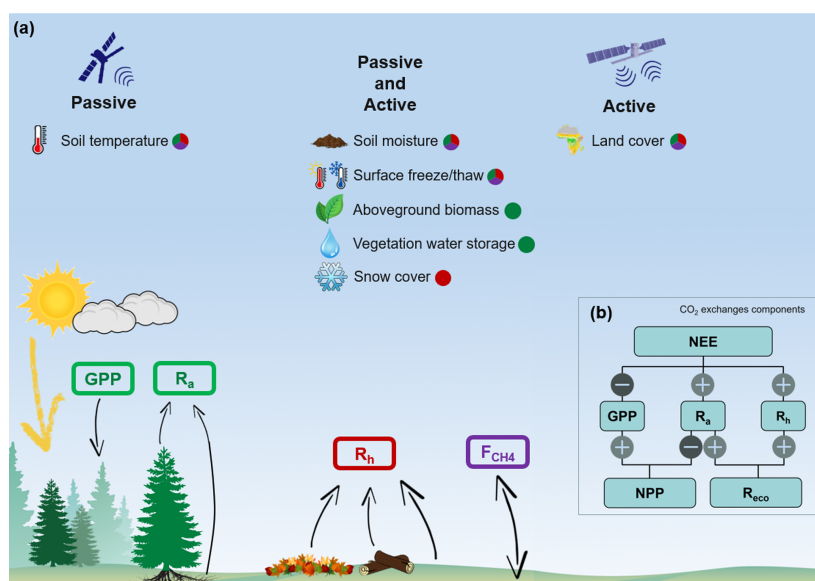 (a)
Passive
Soil temperature
Passive
and
Active
Soil moisture
Surface freeze/thaw
Aboveground biomass
Vegetation water storage
Snow cover
Active
Land cover
GPP
Rₐ
Rₕ
F_CH4
(b)
CO₂ exchanges components
NEE
−
+
+
GPP
Rₐ
Rₕ
+
−
+
+
NPP
Reco